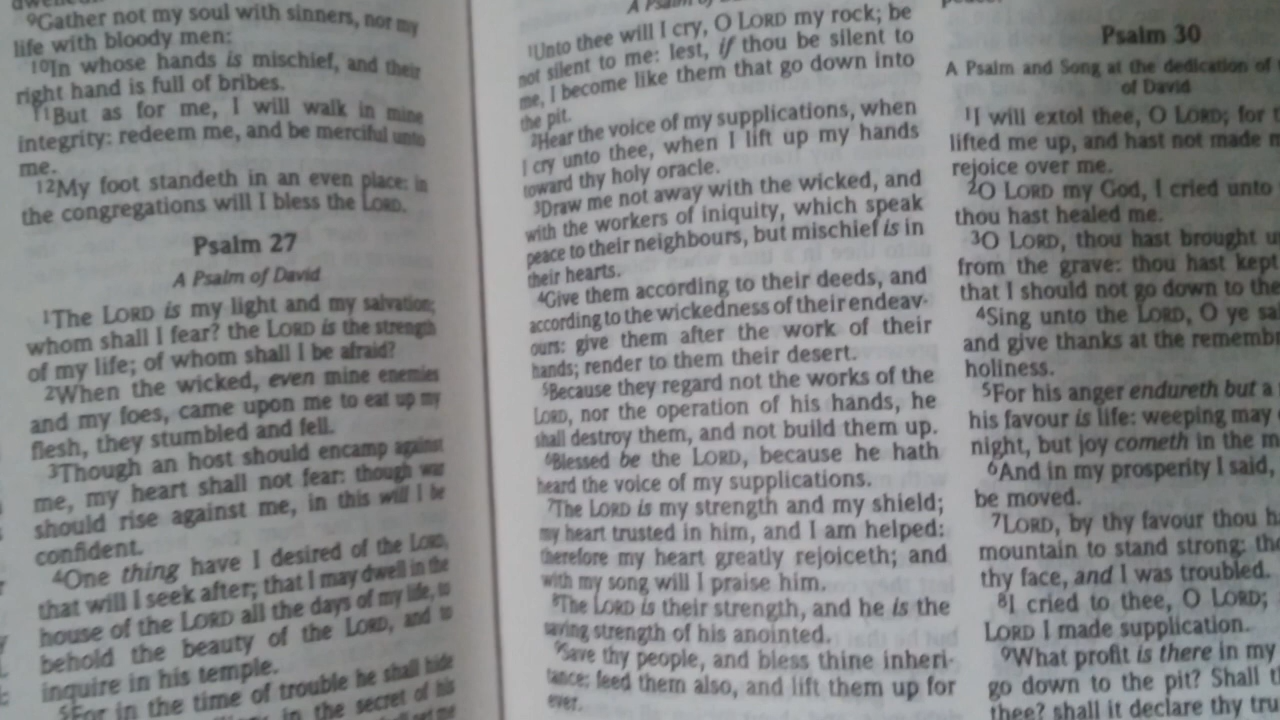 ⁹Gather not my soul with sinners, nor my
life with bloody men:
¹⁰In whose hands is mischief, and their
right hand is full of bribes.
¹¹But as for me, I will walk in mine
integrity: redeem me, and be merciful unto
me.
¹²My foot standeth in an even place: in
the congregations will I bless the LORD.
Psalm 27
A Psalm of David
¹The LORD is my light and my salvation;
whom shall I fear? the LORD is the strength
of my life; of whom shall I be afraid?
²When the wicked, even mine enemies
and my foes, came upon me to eat up my
flesh, they stumbled and fell.
³Though an host should encamp against
me, my heart shall not fear: though war
should rise against me, in this will I be
confident.
⁴One thing have I desired of the LORD,
that will I seek after; that I may dwell in the
house of the LORD all the days of my life, to
behold the beauty of the LORD, and to
inquire in his temple.
⁵For in the time of trouble he shall hide
in the secret of his
A Psalm of
¹Unto thee will I cry, O LORD my rock; be
not silent to me: lest, if thou be silent to
me, I become like them that go down into
the pit.
²Hear the voice of my supplications, when
I cry unto thee, when I lift up my hands
toward thy holy oracle.
³Draw me not away with the wicked, and
with the workers of iniquity, which speak
peace to their neighbours, but mischief is in
their hearts.
⁴Give them according to their deeds, and
according to the wickedness of their endeav-
ours: give them after the work of their
hands; render to them their desert.
⁵Because they regard not the works of the
LORD, nor the operation of his hands, he
shall destroy them, and not build them up.
⁶Blessed be the LORD, because he hath
heard the voice of my supplications.
⁷The LORD is my strength and my shield;
my heart trusted in him, and I am helped:
therefore my heart greatly rejoiceth; and
with my song will I praise him.
⁸The LORD is their strength, and he is the
saving strength of his anointed.
⁹Save thy people, and bless thine inheri-
tance: feed them also, and lift them up for
ever.
Psalm 30
A Psalm and Song at the dedication of
of David
¹I will extol thee, O LORD; for
lifted me up, and hast not made
rejoice over me.
²O LORD my God, I cried unto
thou hast healed me.
³O LORD, thou hast brought
from the grave: thou hast kept
that I should not go down to the
⁴Sing unto the LORD, O ye
and give thanks at the
holiness.
⁵For his anger endureth but a
his favour is life: weeping may
night, but joy cometh in the
⁶And in my prosperity I said,
be moved.
⁷LORD, by thy favour thou
mountain to stand strong:
thy face, and I was troubled.
⁸I cried to thee, O LORD;
LORD I made supplication.
⁹What profit is there in my
go down to the pit? Shall
thee? shall it declare thy